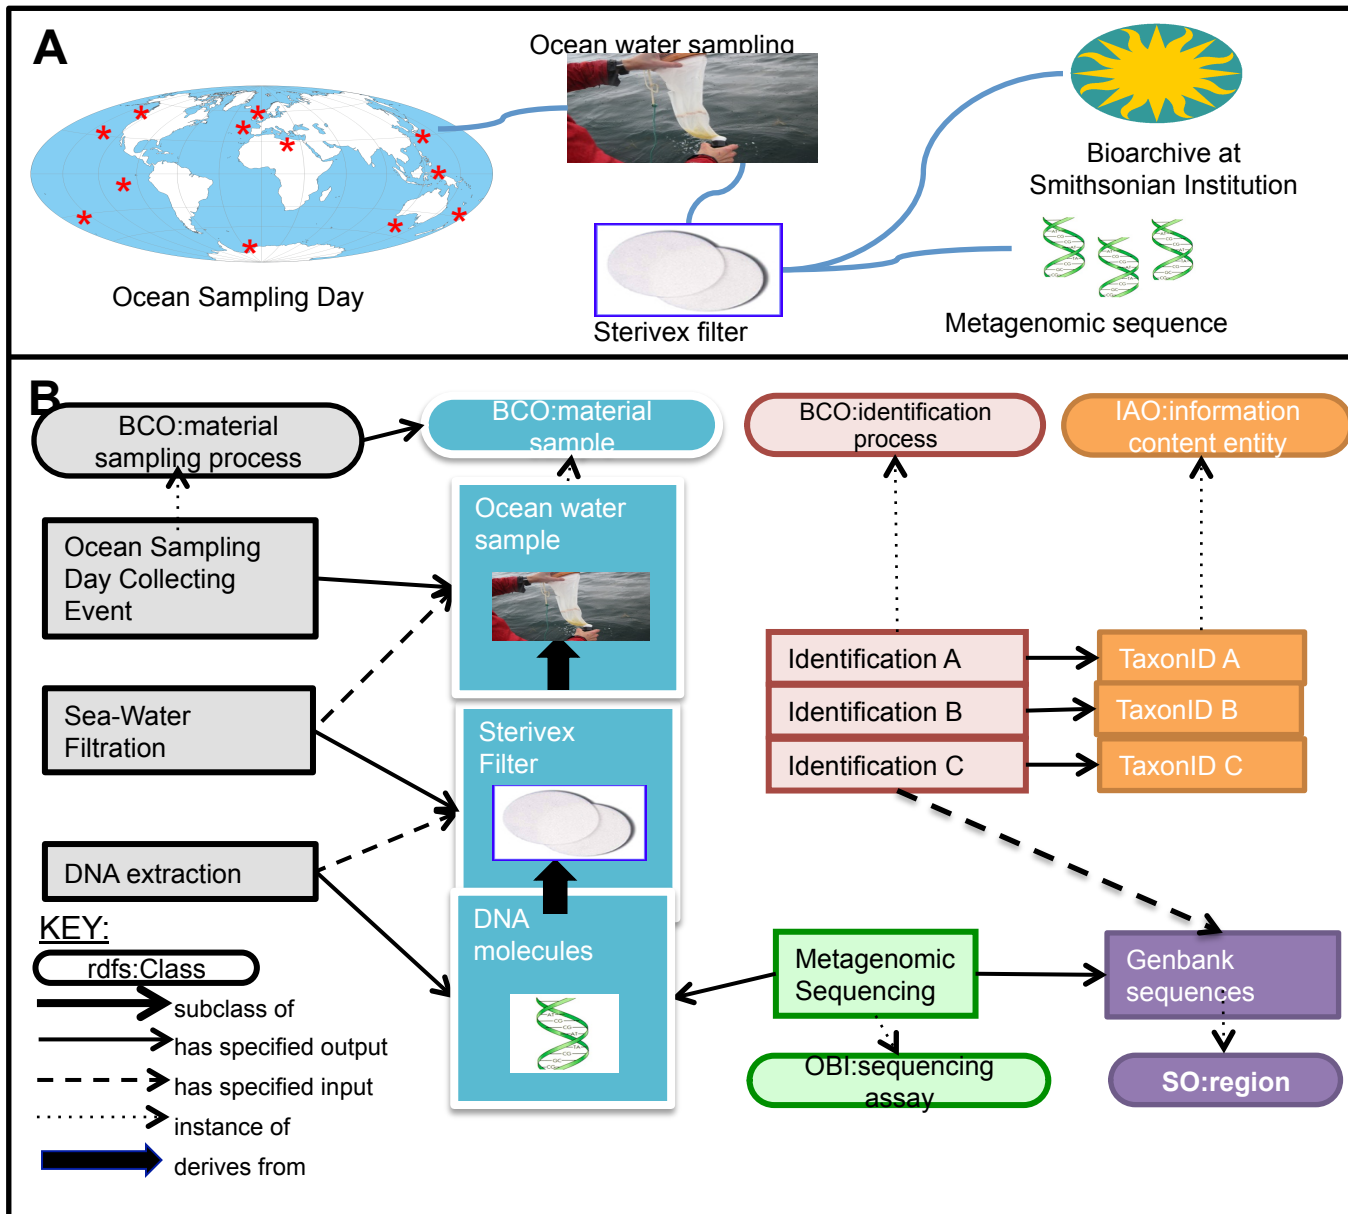 A
Ocean water sampling
Bioarchive at
Smithsonian Institution
Ocean Sampling Day
Sterivex filter
Metagenomic sequence
B
BCO:material
sampling process
BCO:material
sample
BCO:identification
process
IAO:information
content entity
Ocean Sampling
Day Collecting
Event
Ocean water
sample
Identification A
TaxonID A
Sea-Water
Filtration
Identification B
TaxonID B
Sterivex
Filter
Identification C
TaxonID C
DNA extraction
DNA
molecules
Metagenomic
Sequencing
Genbank
sequences
OBI:sequencing
assay
SO:region
KEY:
rdfs:Class
subclass of
has specified output
has specified input
instance of
derives from